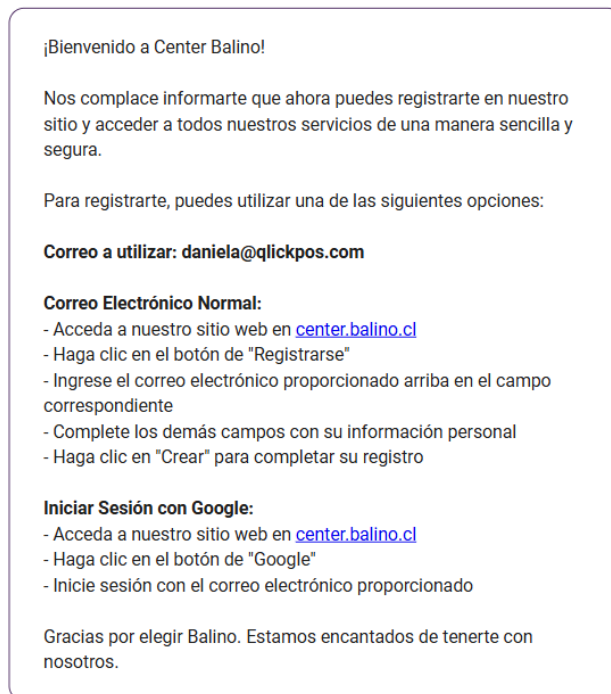 ¡Bienvenido a Center Balino!
Nos complace informarte que ahora puedes registrarte en nuestro
sitio y acceder a todos nuestros servicios de una manera sencilla y
segura.
Para registrarte, puedes utilizar una de las siguientes opciones:
Correo a utilizar: daniela@qlickpos.com
Correo Electrónico Normal:
- Acceda a nuestro sitio web en center.balino.cl
- Haga clic en el botón de "Registrarse"
- Ingrese el correo electrónico proporcionado arriba en el campo
correspondiente
- Complete los demás campos con su información personal
- Haga clic en "Crear" para completar su registro
Iniciar Sesión con Google:
- Acceda a nuestro sitio web en center.balino.cl
- Haga clic en el botón de "Google"
- Inicie sesión con el correo electrónico proporcionado
Gracias por elegir Balino. Estamos encantados de tenerte con
nosotros.